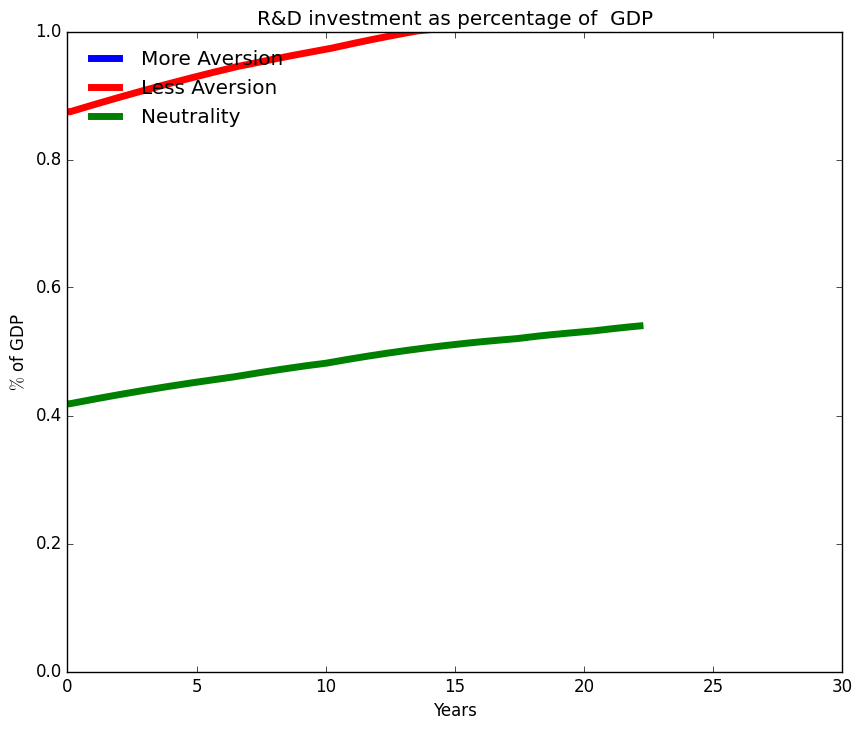 R&D investment as percentage of  GDP
1.0
0.8
0.6
0.4
0.2
0.0
% of GDP
More Aversion
Less Aversion
Neutrality
0 5 10 15 20 25 30
Years